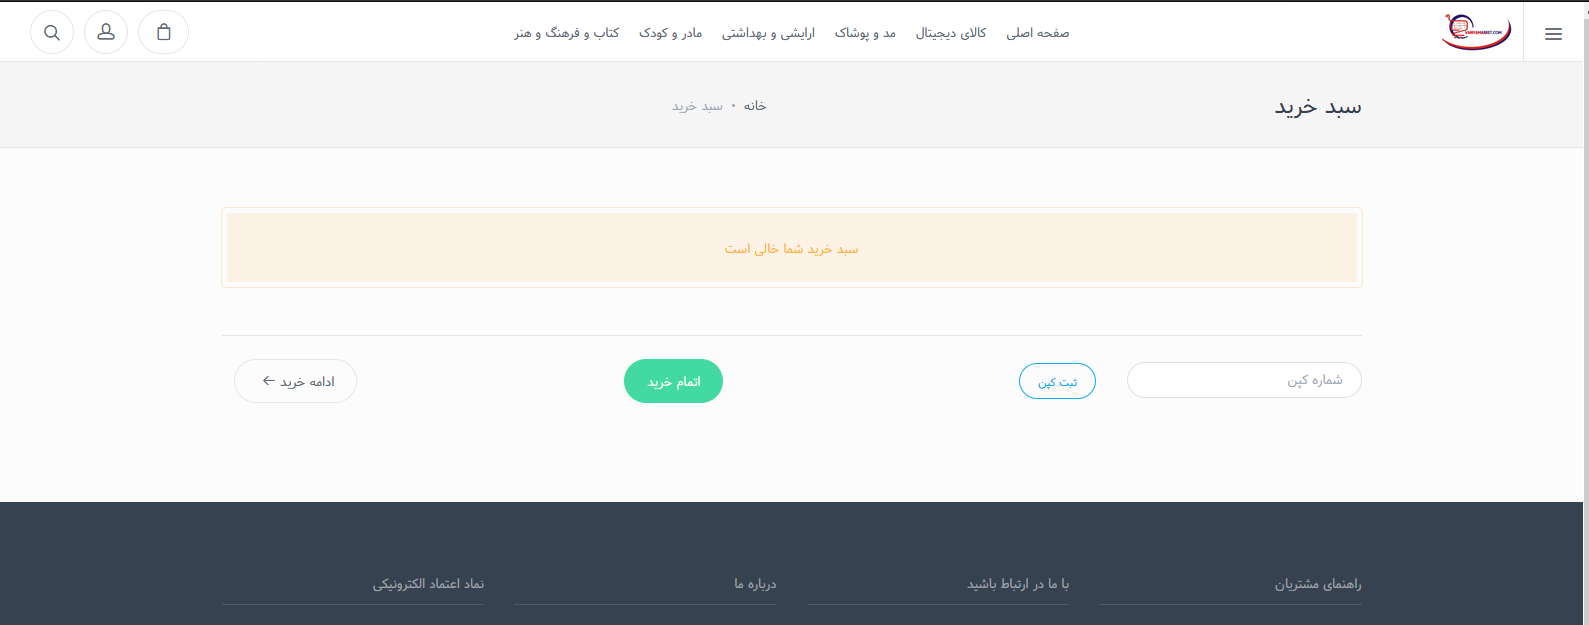 VANYAMARKET.COM
صفحه اصلی
کالای دیجیتال
مد و پوشاک
ارایشی و بهداشتی
مادر و کودک
کتاب و فرهنگ و هنر
سبد خرید
خانه • سبد خرید
سبد خرید شما خالی است
شماره کپن
ثبت کپن
اتمام خرید
ادامه خرید ←
راهنمای مشتریان
با ما در ارتباط باشید
درباره ما
نماد اعتماد الکترونیکی